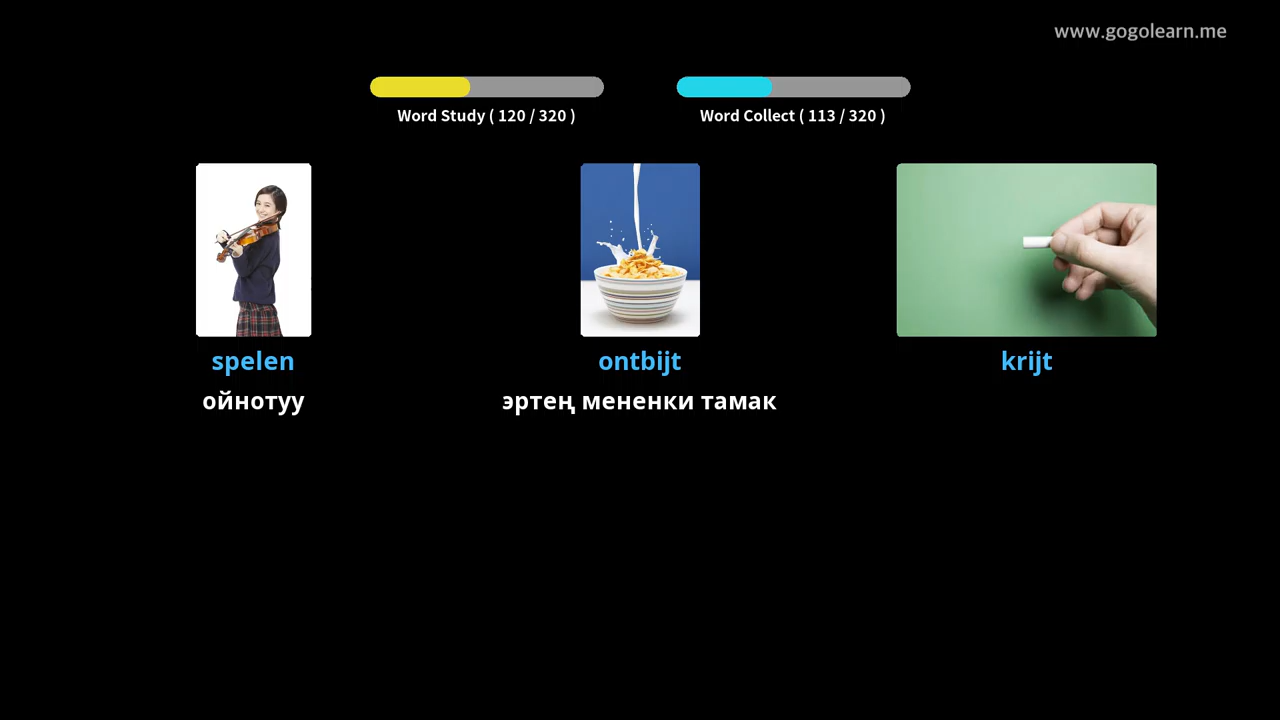 www.gogolearn.me
Word Study ( 120 / 320 )
Word Collect ( 113 / 320 )
spelen
ontbijt
krijt
ойнотуу
эртең мененки тамак